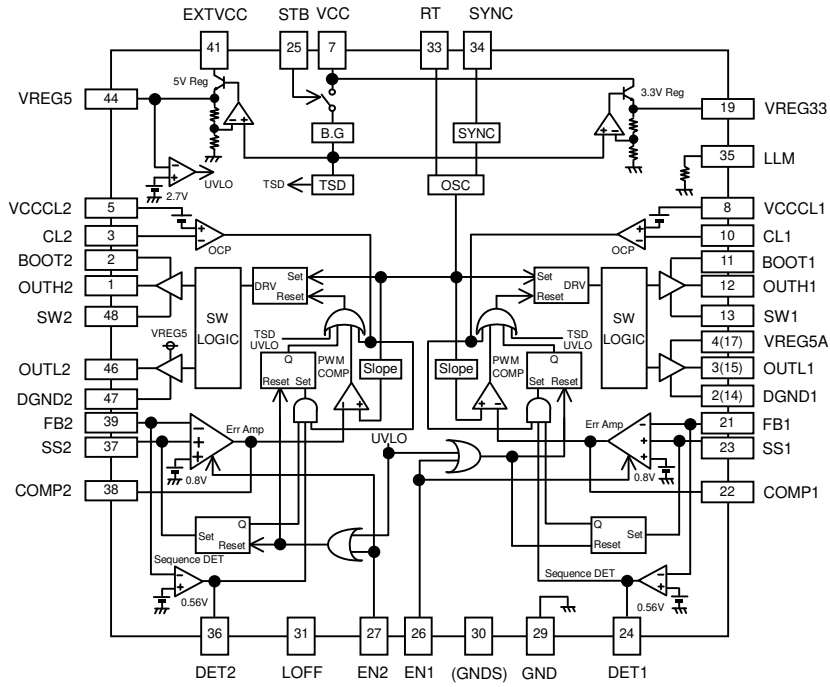 EXTVCC STB VCC RT SYNC
41 25 7 33 34
5V Reg 3.3V Reg
VREG5 44
19 VREG33
B.G SYNC
35 LLM
TSD TSD OSC
UVLO
2.7V
VCCCL2 5
8 VCCCL1
CL2 3
10 CL1
OCP OCP
BOOT2 2
11 BOOT1
OUTH2 1
12 OUTH1
SW2 48
13 SW1
SW LOGIC
DRV Set Reset
Set Reset DRV
SW LOGIC
VREG5
4(17) VREG5A
TSD UVLO
TSD UVLO
OUTL2 46
3(15) OUTL1
Q Reset Set
PWM COMP
Slope
Slope
PWM COMP
Q Set Reset
DGND2 47
2(14) DGND1
FB2 39
21 FB1
Err Amp Err Amp
SS2 37
23 SS1
UVLO
0.8V 0.8V
COMP2 38
22 COMP1
Q Set Reset
Q Set Reset
Sequence DET Sequence DET
0.56V 0.56V
36 31 27 26 30 29 24
DET2 LOFF EN2 EN1 (GNDS) GND DET1